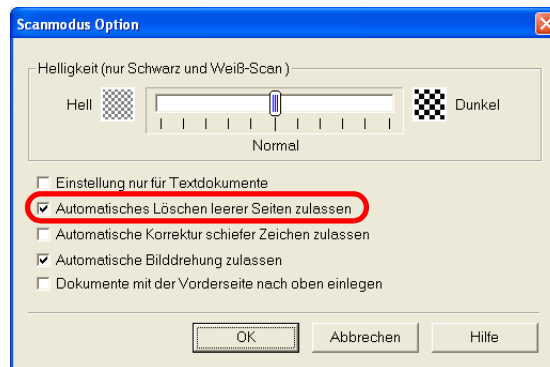 Scanmodus Option
Helligkeit (nur Schwarz und Weiß-Scan )
Hell
Dunkel
Normal
Einstellung nur für Textdokumente
Automatisches Löschen leerer Seiten zulassen
Automatische Korrektur schiefer Zeichen zulassen
Automatische Bilddrehung zulassen
Dokumente mit der Vorderseite nach oben einlegen
OK
Abbrechen
Hilfe